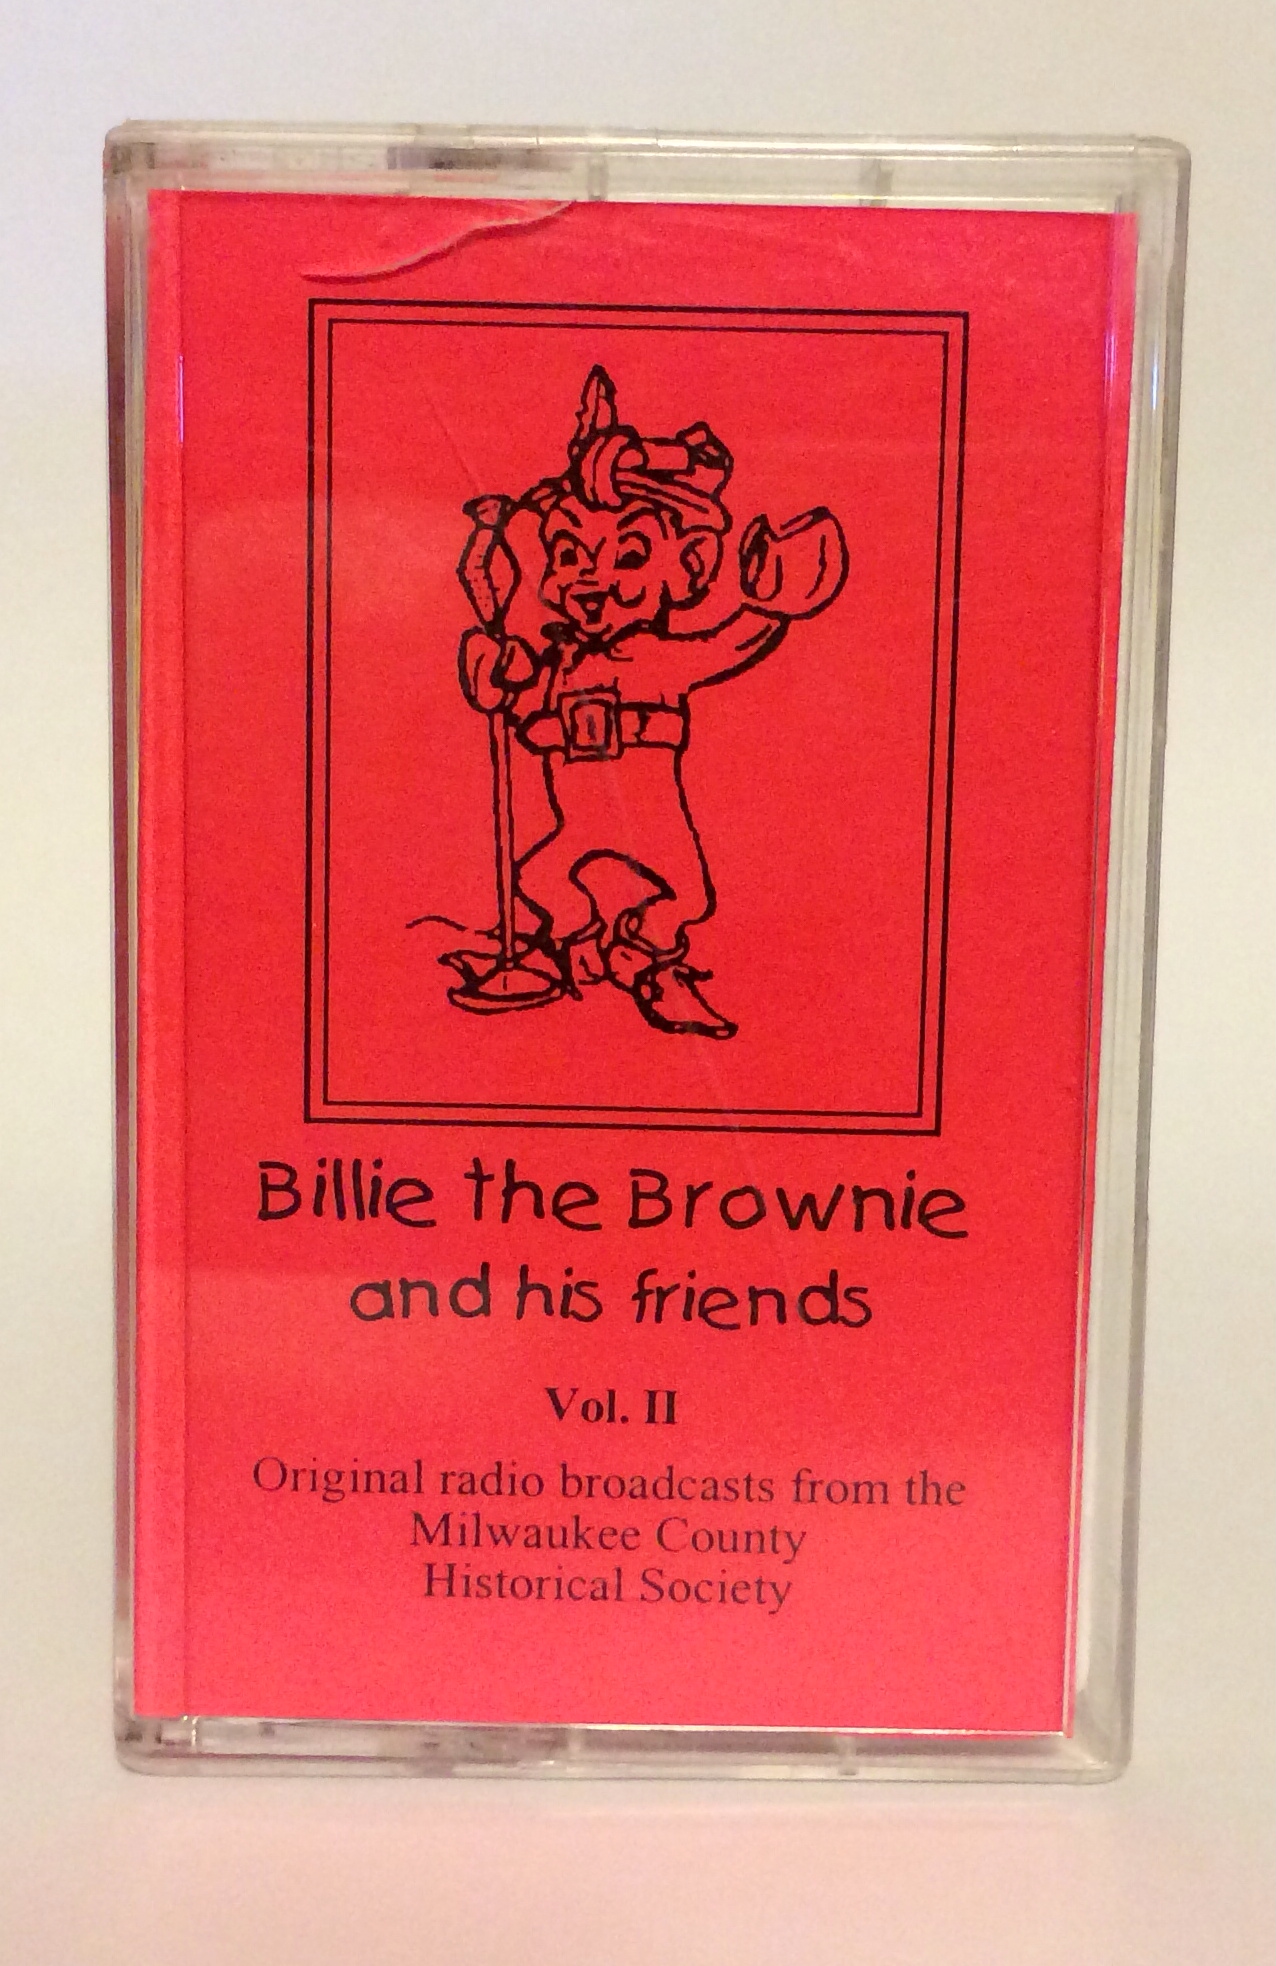 Billie the Brownie
and his friends
Vol. II
Original radio broadcasts from the
Milwaukee County
Historical Society